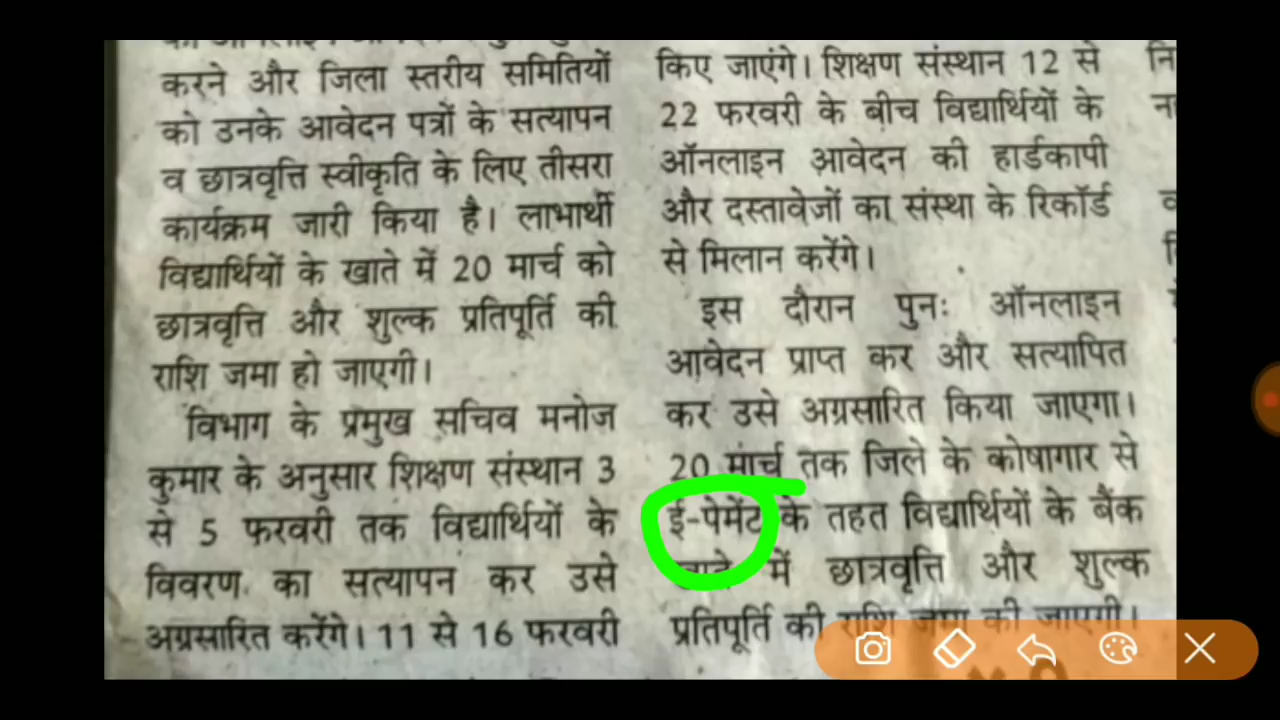 करने और जिला स्तरीय समितियों
को उनके आवेदन पत्रों के सत्यापन
व छात्रवृत्ति स्वीकृति के लिए तीसरा
कार्यक्रम जारी किया है। लाभार्थी
विद्यार्थियों के खाते में 20 मार्च को
छात्रवृत्ति और शुल्क प्रतिपूर्ति की
राशि जमा हो जाएगी।
विभाग के प्रमुख सचिव मनोज
कुमार के अनुसार शिक्षण संस्थान 3
से 5 फरवरी तक विद्यार्थियों के
विवरण का सत्यापन कर उसे
अग्रसारित करेंगे। 11 से 16 फरवरी
किए जाएंगे। शिक्षण संस्थान 12 से
22 फरवरी के बीच विद्यार्थियों के
ऑनलाइन आवेदन की हार्डकापी
और दस्तावेजों का संस्था के रिकॉर्ड
से मिलान करेंगे।
इस दौरान पुनः ऑनलाइन
आवेदन प्राप्त कर और सत्यापित
कर उसे अग्रसारित किया जाएगा।
20 मार्च तक जिले के कोषागार से
ई-पेमेंट के तहत विद्यार्थियों के बैंक
खाते में छात्रवृत्ति और शुल्क
प्रतिपूर्ति की राशि जमा की जाएगी।